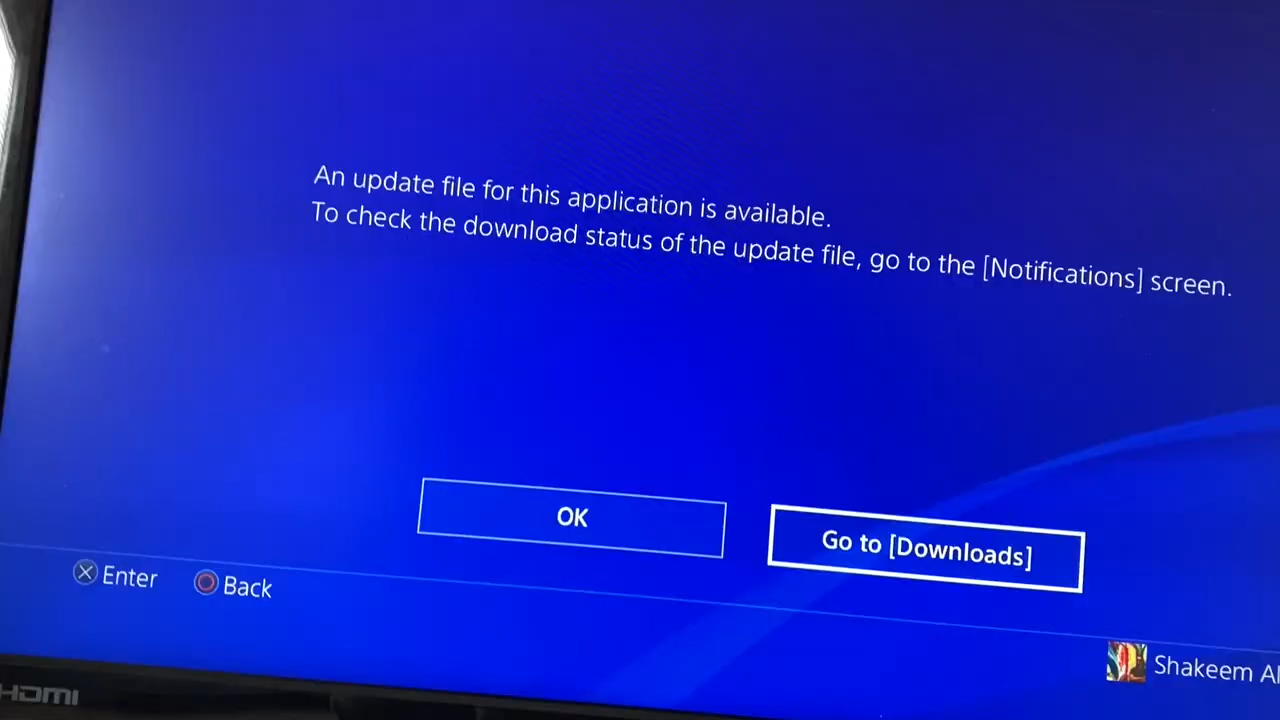 An update file for this application is available.
To check the download status of the update file, go to the [Notifications] screen.
OK
Go to [Downloads]
Enter
Back
Shakeem
HDMI